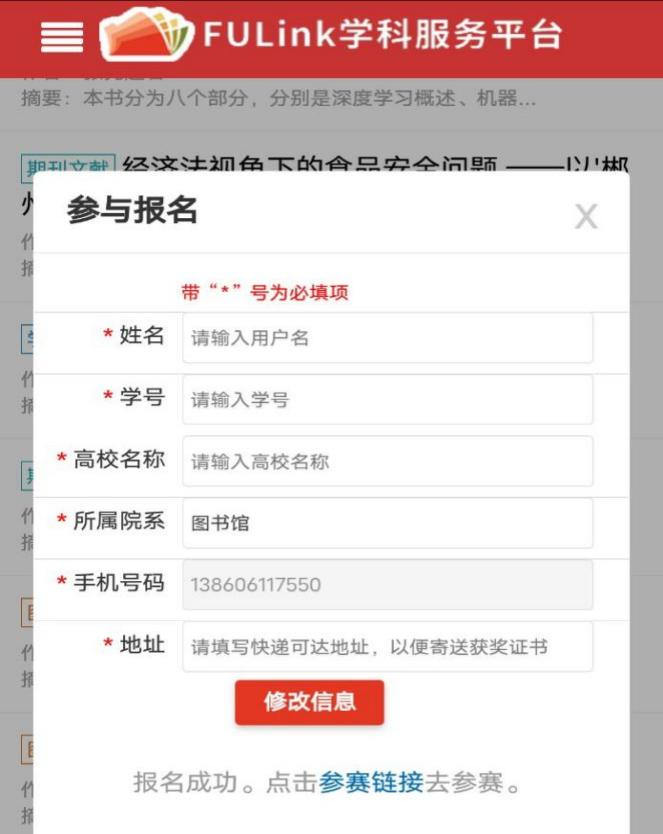 FULink学科服务平台
摘要：本书分为八个部分，分别是深度学习概述、机器...
期刊文献 经济法视角下的食品安全问题 ——以'郴
州
参与报名
X
带“*”号为必填项
* 姓名 请输入用户名
* 学号 请输入学号
* 高校名称 请输入高校名称
* 所属院系 图书馆
* 手机号码 138606117550
* 地址 请填写快递可达地址，以便寄送获奖证书
修改信息
报名成功。点击参赛链接去参赛。